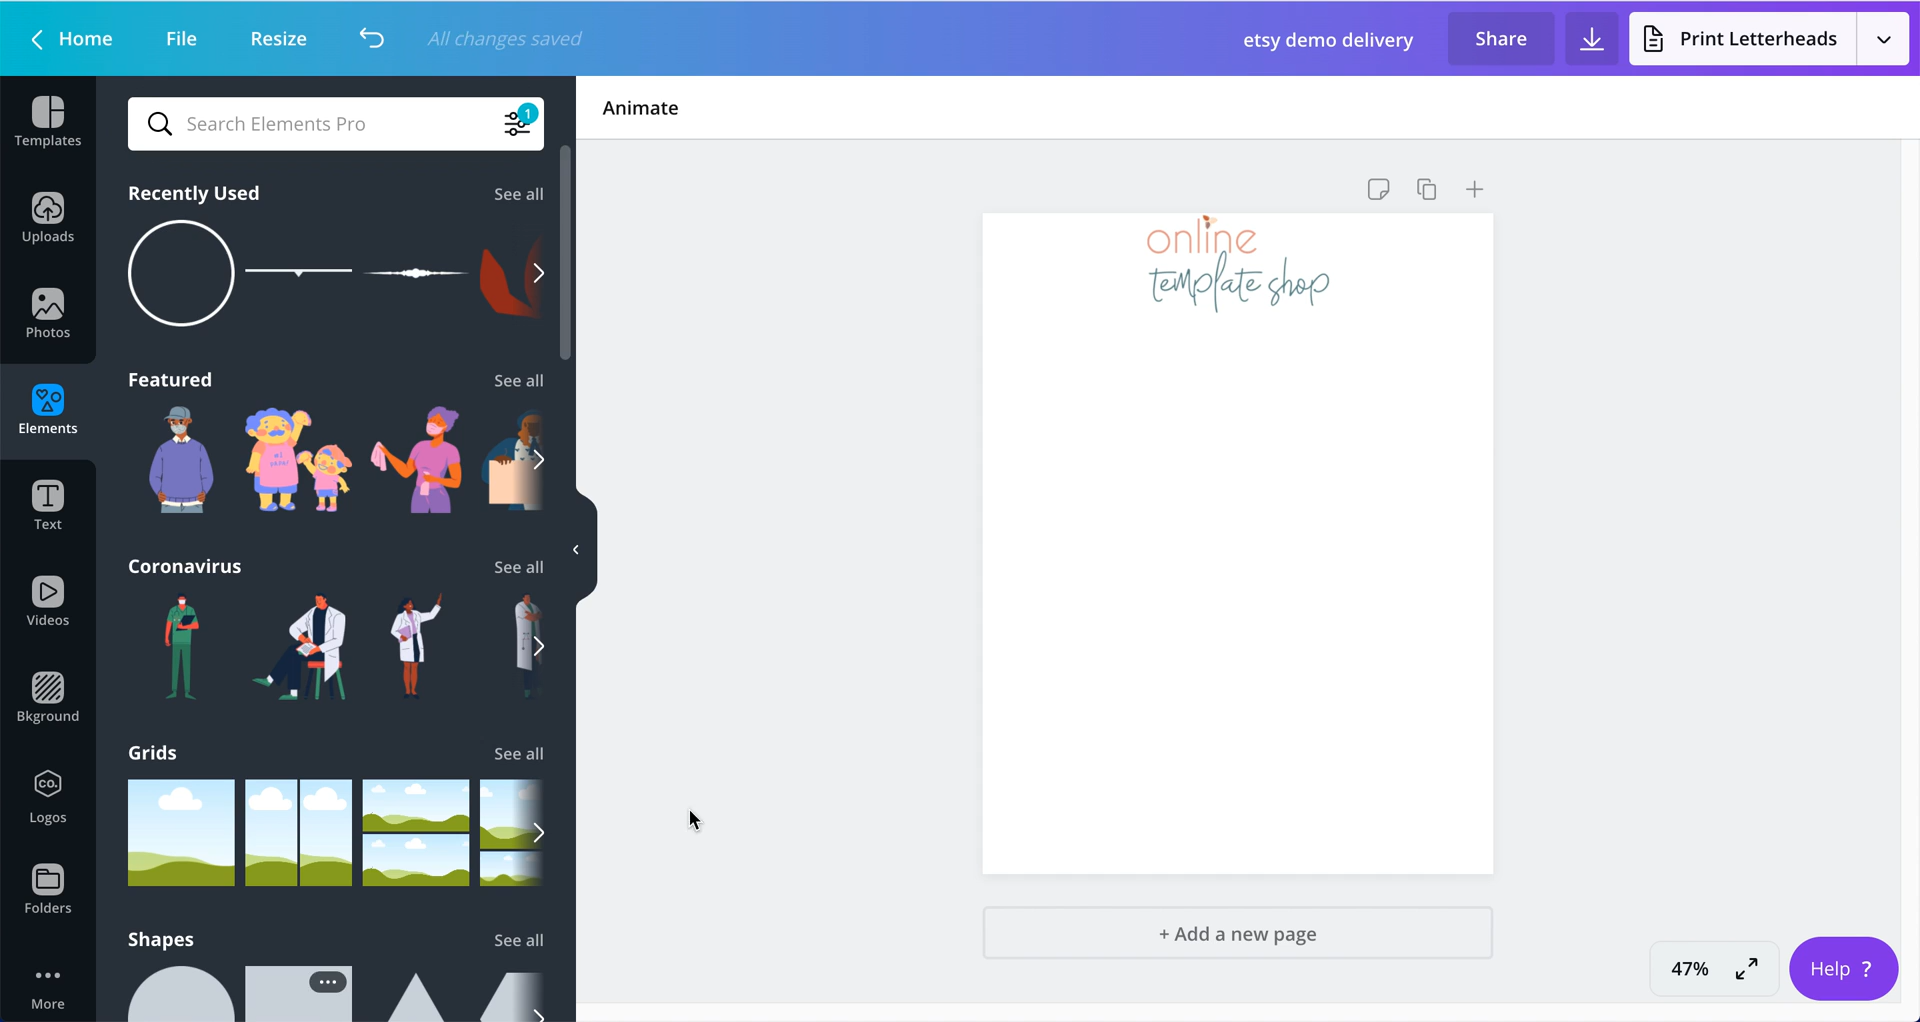 Home
File
Resize
All changes saved
etsy demo delivery
Share
Print Letterheads
Templates
Uploads
Photos
Elements
Text
Videos
Bkground
co.
Logos
Folders
More
Search Elements Pro
1
Recently Used
See all
Featured
See all
Coronavirus
See all
Grids
See all
Shapes
See all
Animate
online
template shop
+ Add a new page
47%
Help ?